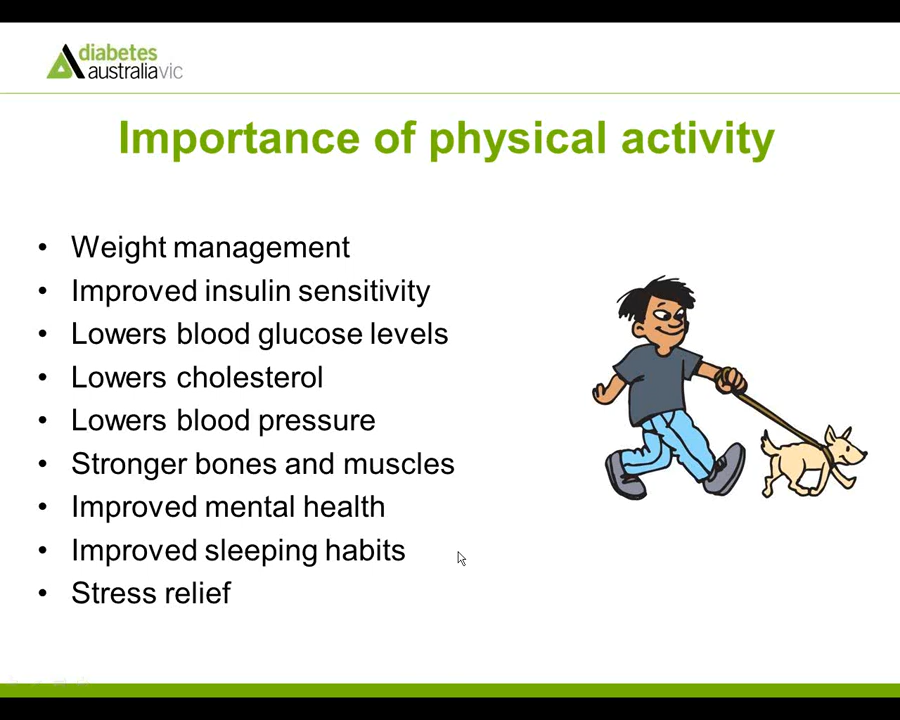 diabetes
australiavic
Importance of physical activity
• Weight management
• Improved insulin sensitivity
• Lowers blood glucose levels
• Lowers cholesterol
• Lowers blood pressure
• Stronger bones and muscles
• Improved mental health
• Improved sleeping habits
• Stress relief